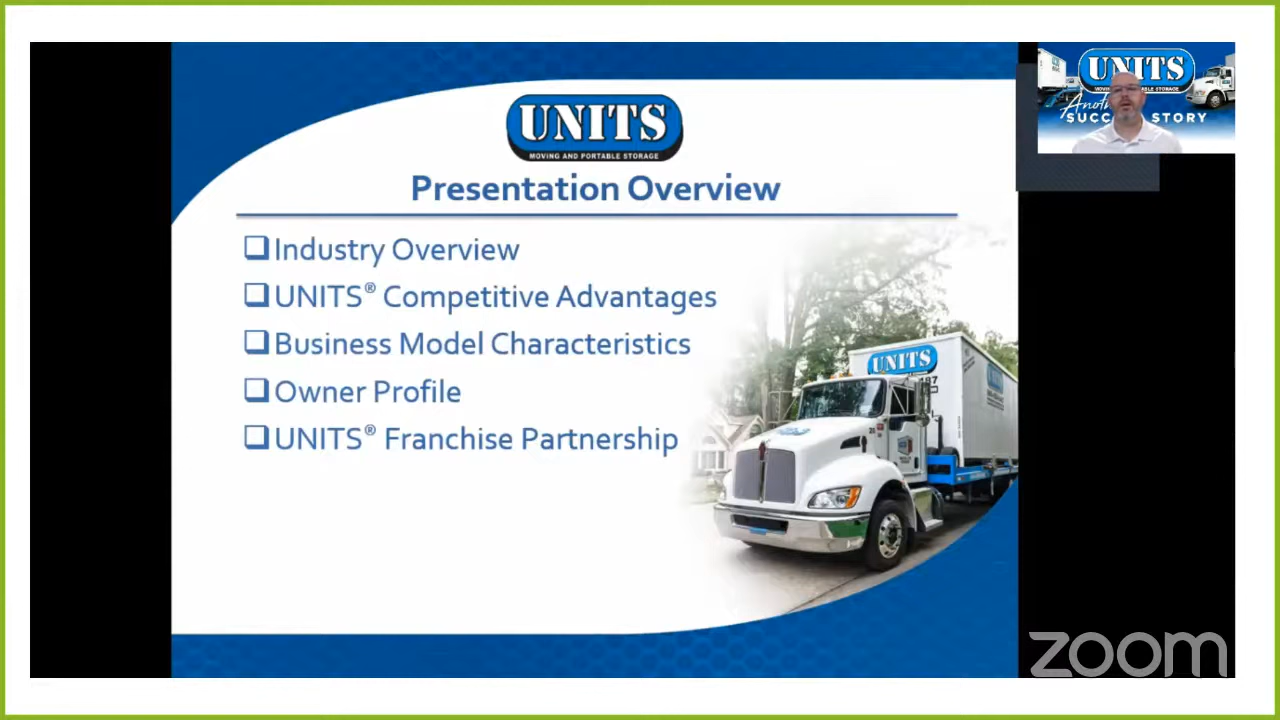 UNITS
MOVING AND PORTABLE STORAGE
Presentation Overview
❑Industry Overview
❑UNITS® Competitive Advantages
❑Business Model Characteristics
❑Owner Profile
❑UNITS® Franchise Partnership
UNITS
UNITS
STORY
zoom